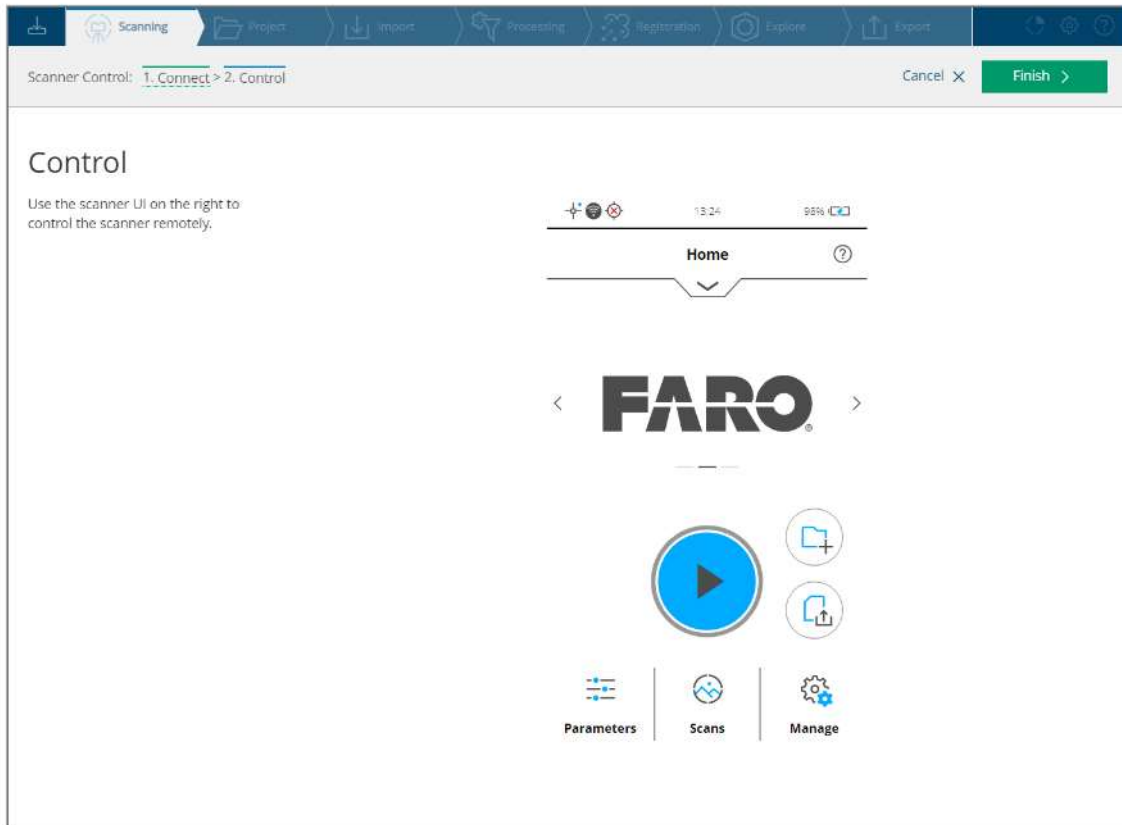 Scanning Project Import Processing Registration Explore Export
Scanner Control: 1. Connect > 2. Control Cancel X Finish >
Control
Use the scanner UI on the right to
control the scanner remotely.
13:24 98%
Home
FARO®
Parameters Scans Manage